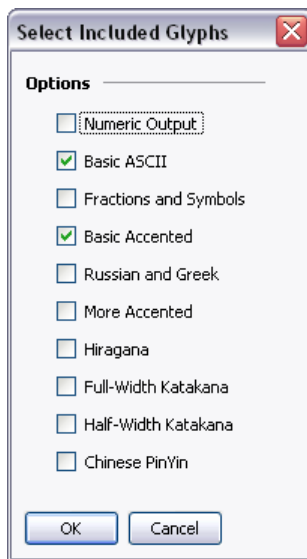 Select Included Glyphs
Options
Numeric Output
Basic ASCII
Fractions and Symbols
Basic Accented
Russian and Greek
More Accented
Hiragana
Full-Width Katakana
Half-Width Katakana
Chinese PinYin
OK Cancel